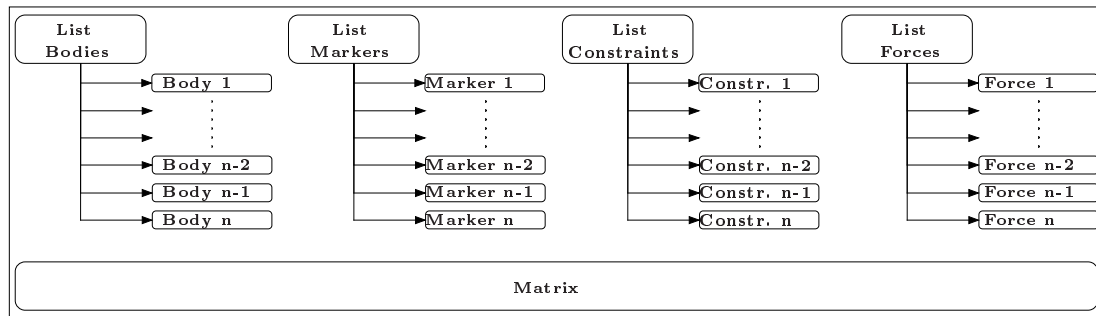 List
Bodies
Body 1
Body n-2
Body n-1
Body n
List
Markers
Marker 1
Marker n-2
Marker n-1
Marker n
List
Constraints
Constr. 1
Constr. n-2
Constr. n-1
Constr. n
List
Forces
Force 1
Force n-2
Force n-1
Force n
Matrix